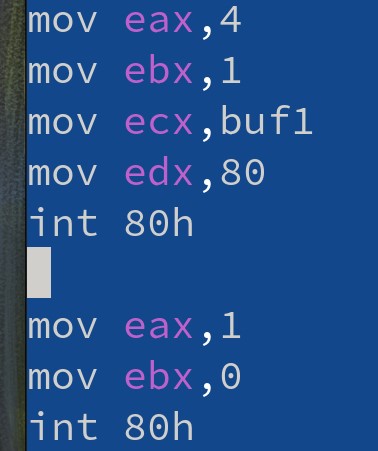 mov eax,4
mov ebx,1
mov ecx,buf1
mov edx,80
int 80h
mov eax,1
mov ebx,0
int 80h